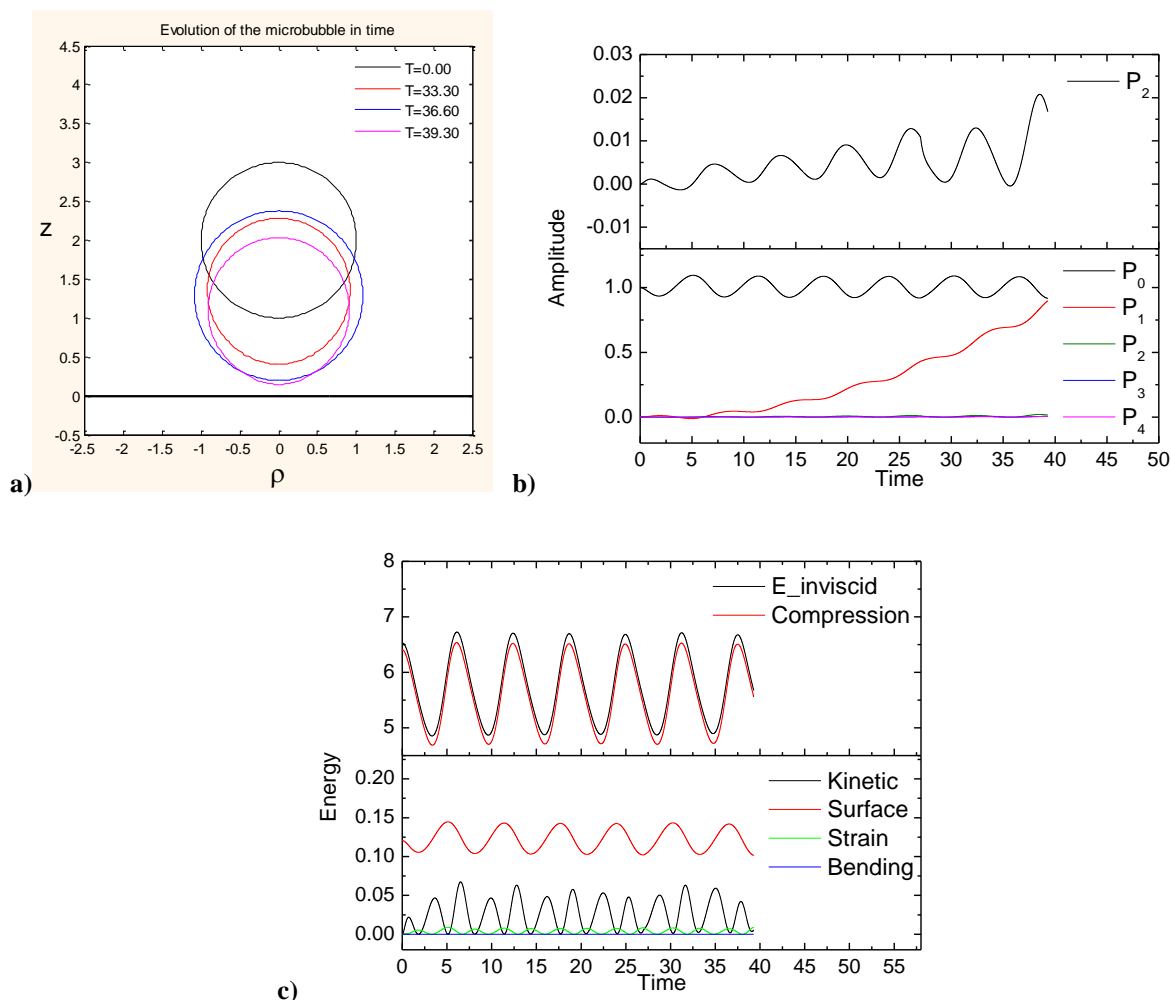 Evolution of the microbubble in time
4.5
4
3.5
3
2.5
2
1.5
1
0.5
0
-0.5
z
T=0.00
T=33.30
T=36.60
T=39.30
-2.5 -2 -1.5 -1 -0.5 0 0.5 1 1.5 2 2.5
ρ
a)
0.03
0.02
0.01
0.00
-0.01
P2
Amplitude
1.0
0.5
0.0
P0
P1
P2
P3
P4
0 5 10 15 20 25 30 35 40 45 50
Time
b)
8
7
6
5
E_inviscid
Compression
Energy
0.20
0.15
0.10
0.05
0.00
Kinetic
Surface
Strain
Bending
0 5 10 15 20 25 30 35 40 45 50 55
Time
c)